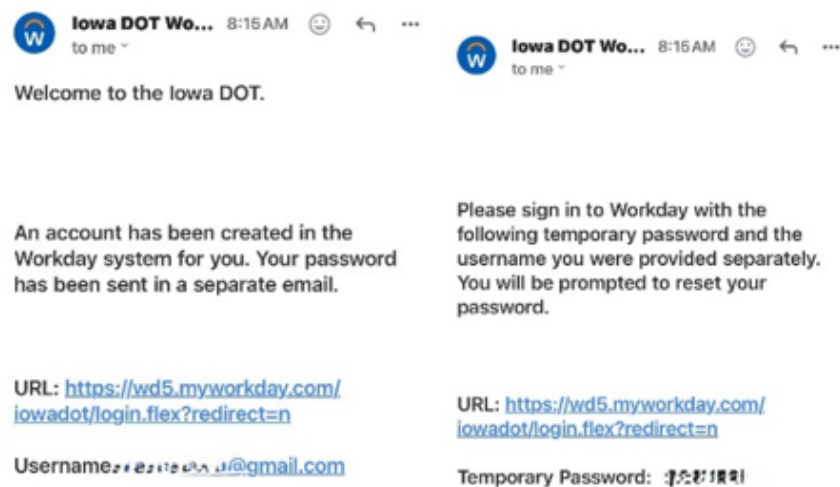 Iowa DOT Wo... 8:15 AM
to me
Welcome to the Iowa DOT.
An account has been created in the
Workday system for you. Your password
has been sent in a separate email.
URL: https://wd5.myworkday.com/
iowadot/login.flex?redirect=n
Username: @gmail.com
Iowa DOT Wo... 8:15 AM
to me
Please sign in to Workday with the
following temporary password and the
username you were provided separately.
You will be prompted to reset your
password.
URL: https://wd5.myworkday.com/
iowadot/login.flex?redirect=n
Temporary Password: